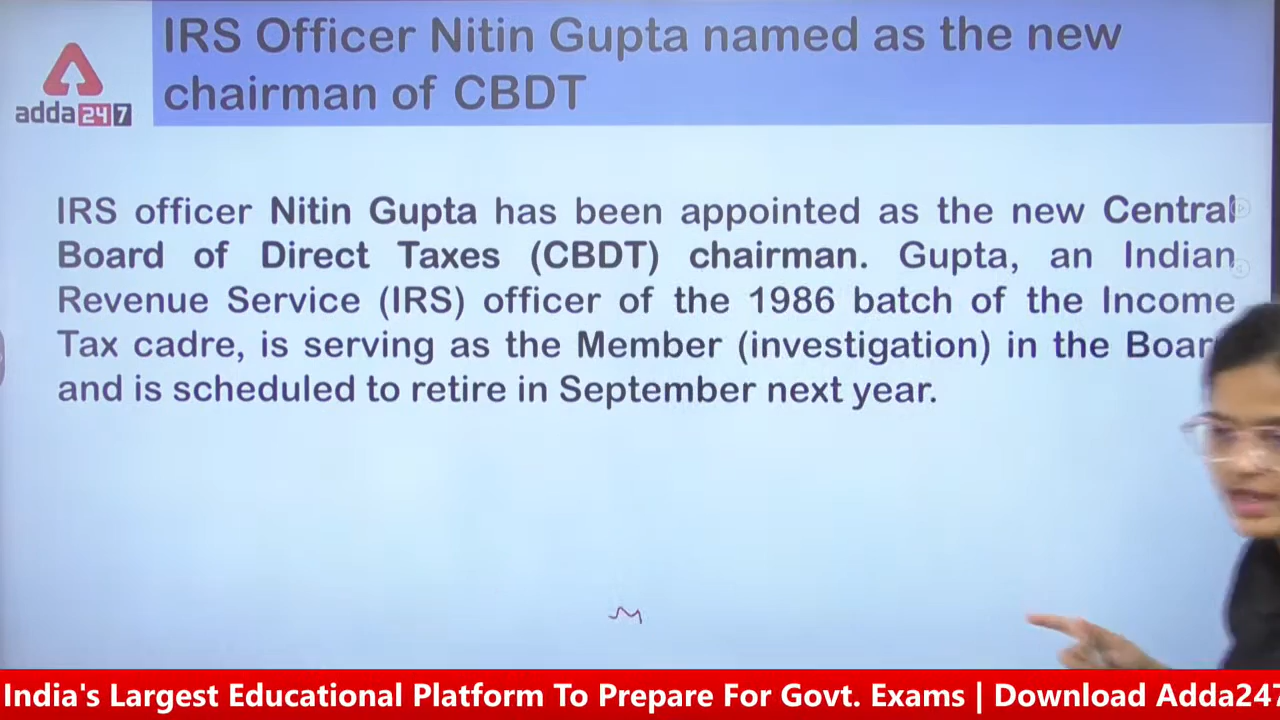 IRS Officer Nitin Gupta named as the new
chairman of CBDT
adda247
IRS officer Nitin Gupta has been appointed as the new Central
Board of Direct Taxes (CBDT) chairman. Gupta, an Indian
Revenue Service (IRS) officer of the 1986 batch of the Income
Tax cadre, is serving as the Member (investigation) in the Boar
and is scheduled to retire in September next year.
India's Largest Educational Platform To Prepare For Govt. Exams | Download Adda247